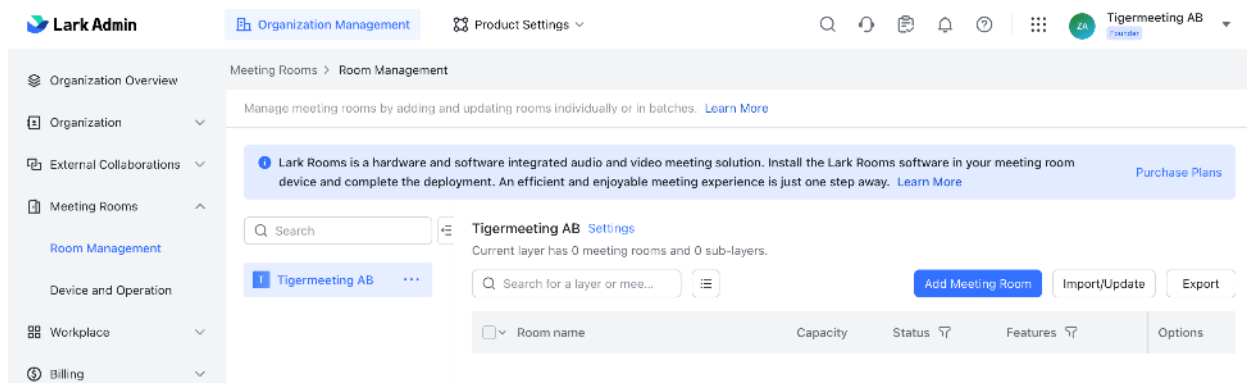 Lark Admin
Organization Management
Product Settings
ZA
Tigermeeting AB
Founder
Organization Overview
Organization
External Collaborations
Meeting Rooms
Room Management
Device and Operation
Workplace
Billing
Meeting Rooms > Room Management
Manage meeting rooms by adding and updating rooms individually or in batches. Learn More
Lark Rooms is a hardware and software integrated audio and video meeting solution. Install the Lark Rooms software in your meeting room
device and complete the deployment. An efficient and enjoyable meeting experience is just one step away. Learn More
Purchase Plans
Search
T Tigermeeting AB ...
Tigermeeting AB Settings
Current layer has 0 meeting rooms and 0 sub-layers.
Search for a layer or mee...
Add Meeting Room
Import/Update
Export
Room name Capacity Status Features Options